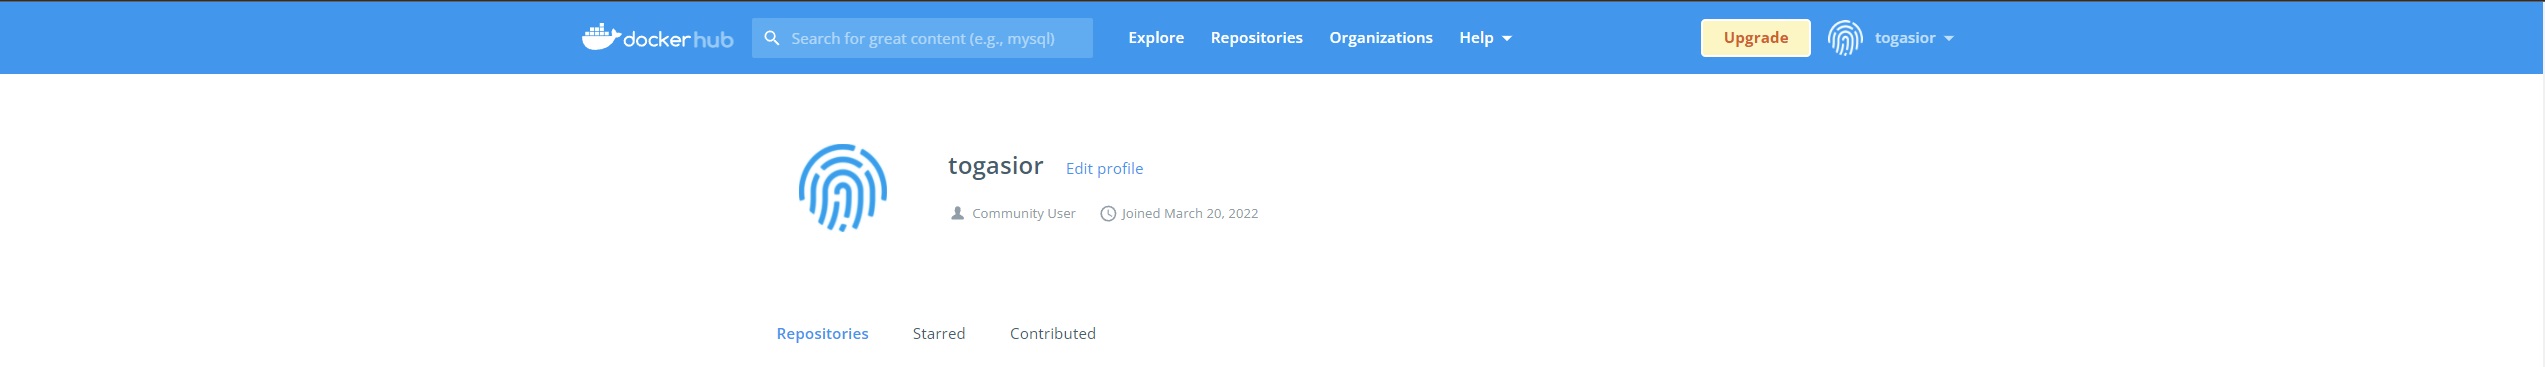 dockerhub Search for great content (e.g., mysql) Explore Repositories Organizations Help Upgrade togasior
togasior Edit profile
Community User Joined March 20, 2022
Repositories Starred Contributed